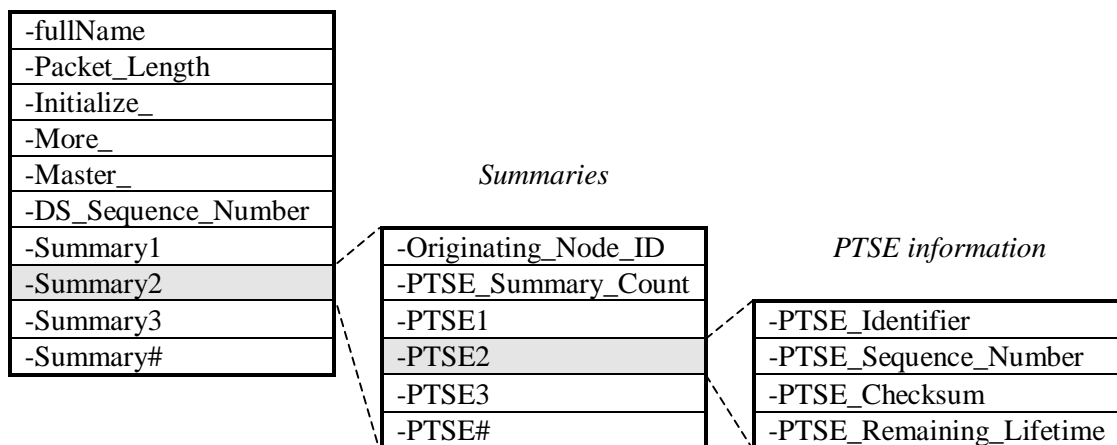 -fullName
-Packet_Length
-Initialize_
-More_
-Master_
-DS_Sequence_Number
-Summary1
-Summary2
-Summary3
-Summary#
Summaries
-Originating_Node_ID
-PTSE_Summary_Count
-PTSE1
-PTSE2
-PTSE3
-PTSE#
PTSE information
-PTSE_Identifier
-PTSE_Sequence_Number
-PTSE_Checksum
-PTSE_Remaining_Lifetime